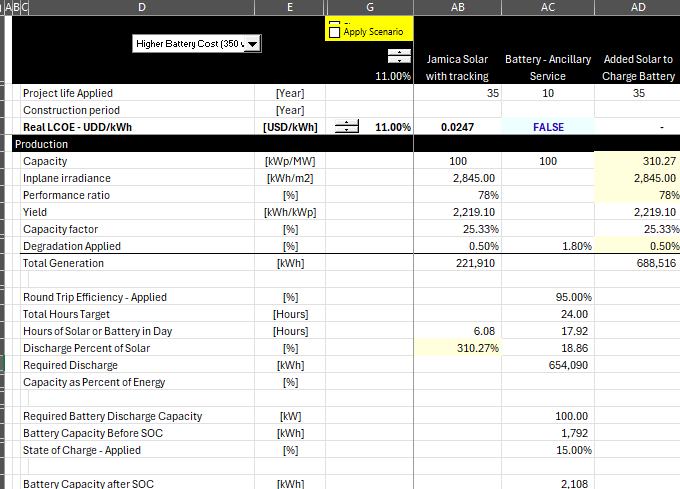 A B C D E G AB AC AD
Apply Scenario
Higher Battery Cost (350
Jamica Solar Battery - Ancillary Added Solar to
11.00% with tracking Service Charge Battery
Project life Applied [Year] 35 10 35
Construction period [Year]
Real LCOE - UDD/kWh [USD/kWh] 11.00% 0.0247 FALSE -
Production
Capacity [kWp/MW] 100 100 310.27
Inplane irradiance [kWh/m2] 2,845.00 2,845.00
Performance ratio [%] 78% 78%
Yield [kWh/kWp] 2,219.10 2,219.10
Capacity factor [%] 25.33% 25.33%
Degradation Applied [%] 0.50% 1.80% 0.50%
Total Generation [kWh] 221,910 688,516
Round Trip Efficiency - Applied [%] 95.00%
Total Hours Target [Hours] 24.00
Hours of Solar or Battery in Day [Hours] 6.08 17.92
Discharge Percent of Solar [%] 310.27% 18.86
Required Discharge [kWh] 654,090
Capacity as Percent of Energy [%]
Required Battery Discharge Capacity [kW] 100.00
Battery Capacity Before SOC [kWh] 1,792
State of Charge - Applied [%] 15.00%
Battery Capacity after SOC [kWh] 2,108